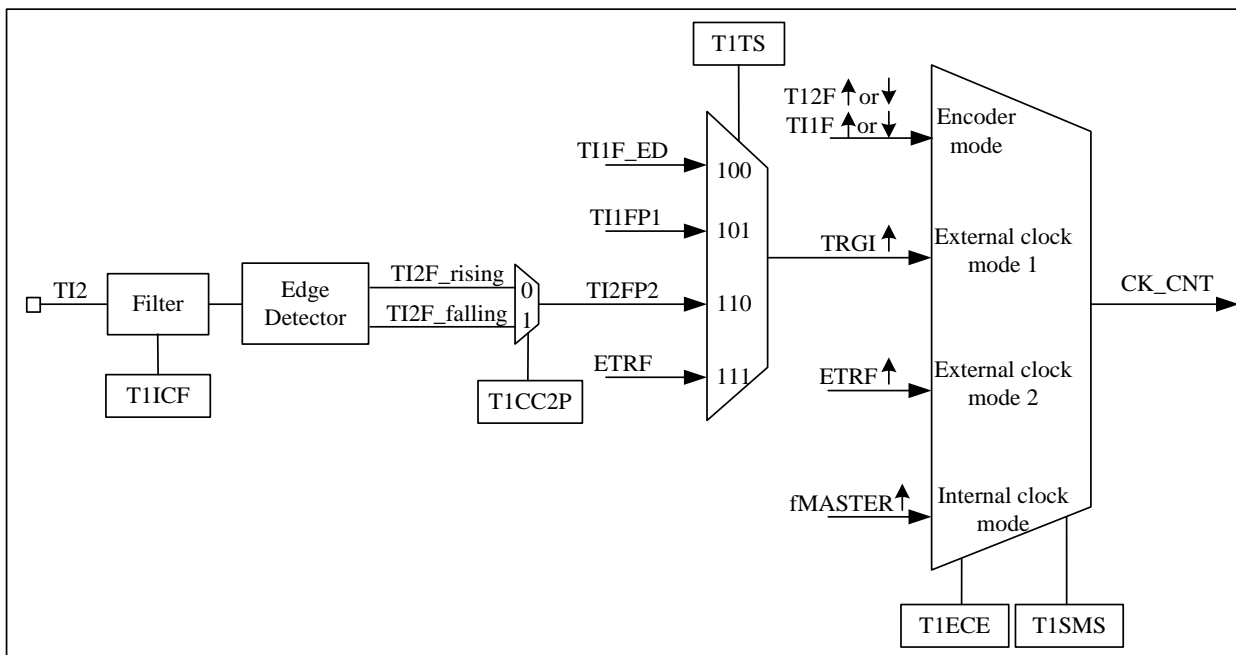 T1TS
T12F ↑ or ↓
TI1F ↑ or ↓
Encoder
mode
TI1F_ED
100
TI1FP1
101
TRGI ↑
External clock
mode 1
TI2
Filter
Edge
Detector
TI2F_rising
TI2F_falling
0
1
TI2FP2
110
CK_CNT
ETRF
111
ETRF ↑
External clock
mode 2
T1ICF
T1CC2P
fMASTER ↑
Internal clock
mode
T1ECE
T1SMS